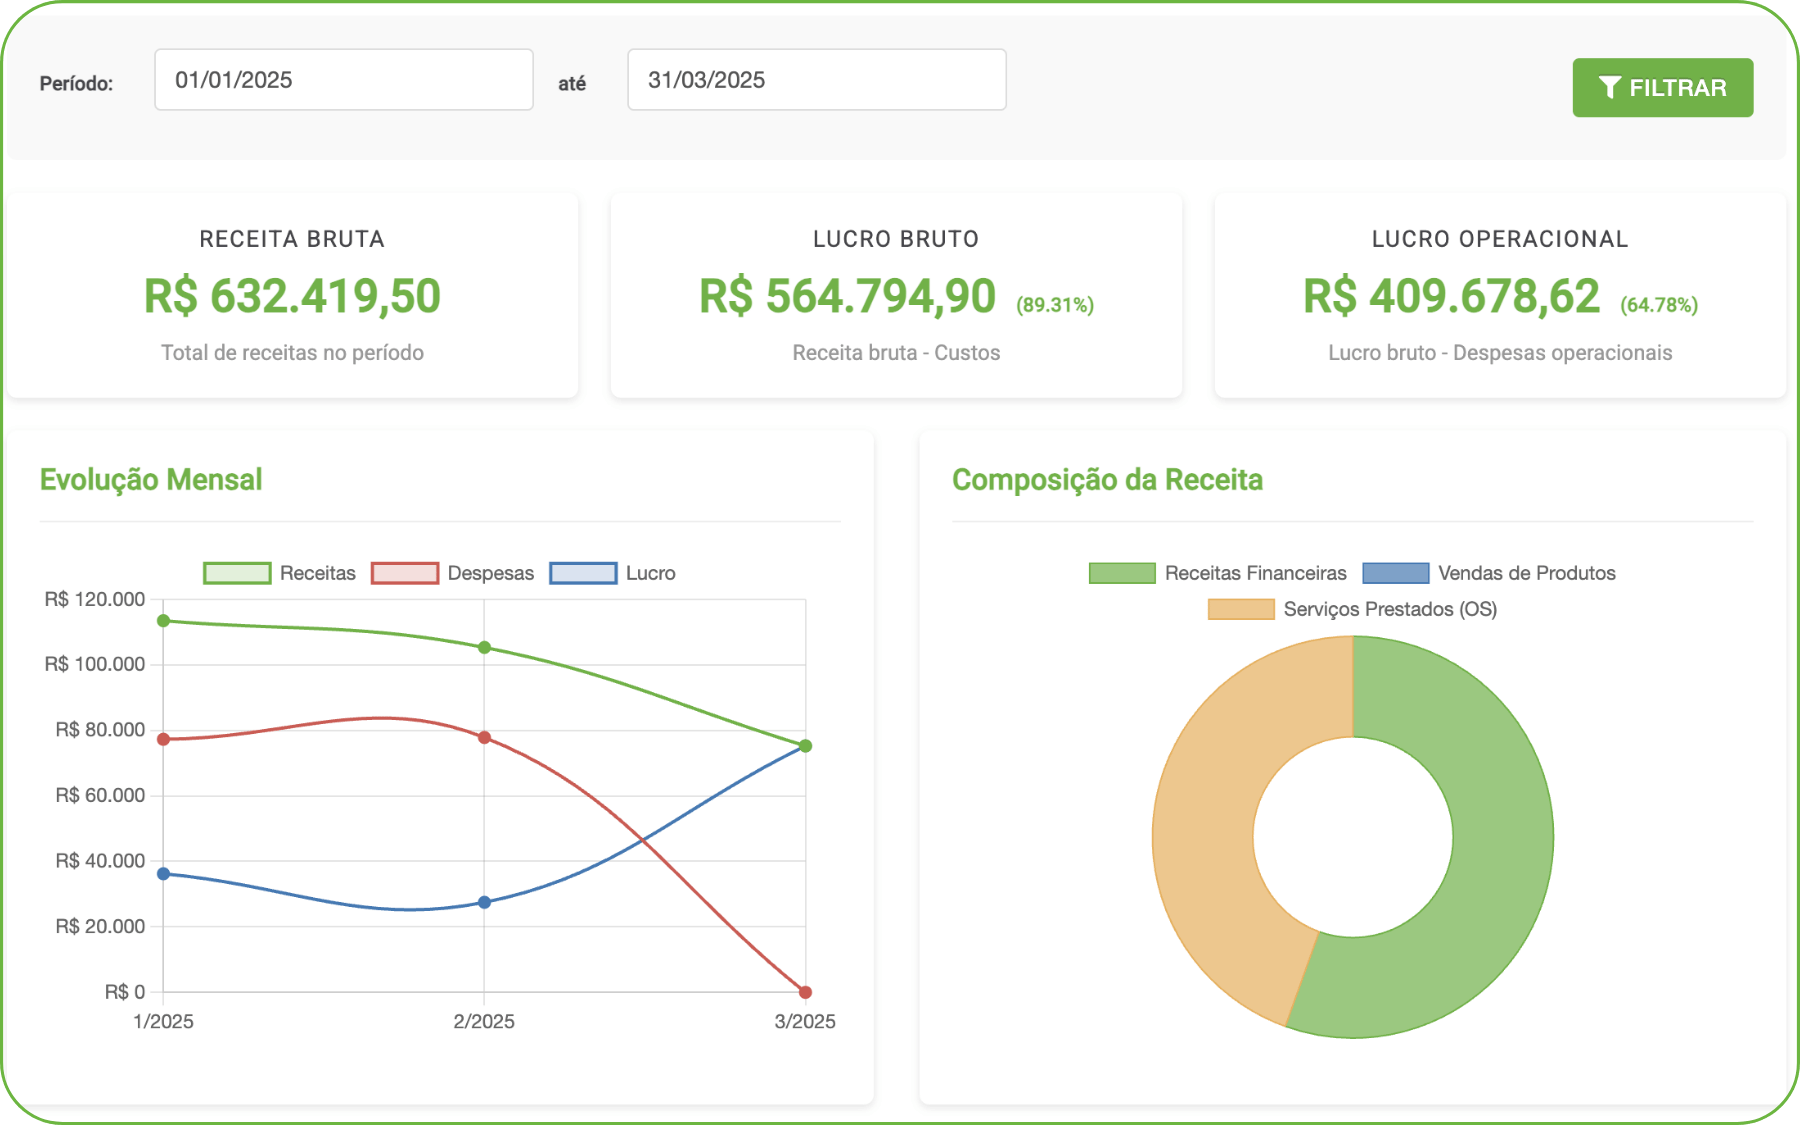 Período: 01/01/2025 até 31/03/2025 FILTRAR
RECEITA BRUTA
R$ 632.419,50
Total de receitas no período
LUCRO BRUTO
R$ 564.794,90 (89.31%)
Receita bruta - Custos
LUCRO OPERACIONAL
R$ 409.678,62 (64.78%)
Lucro bruto - Despesas operacionais
Evolução Mensal
Receitas Despesas Lucro
R$ 120.000
R$ 100.000
R$ 80.000
R$ 60.000
R$ 40.000
R$ 20.000
R$ 0
1/2025 2/2025 3/2025
Composição da Receita
Receitas Financeiras Vendas de Produtos
Serviços Prestados (OS)